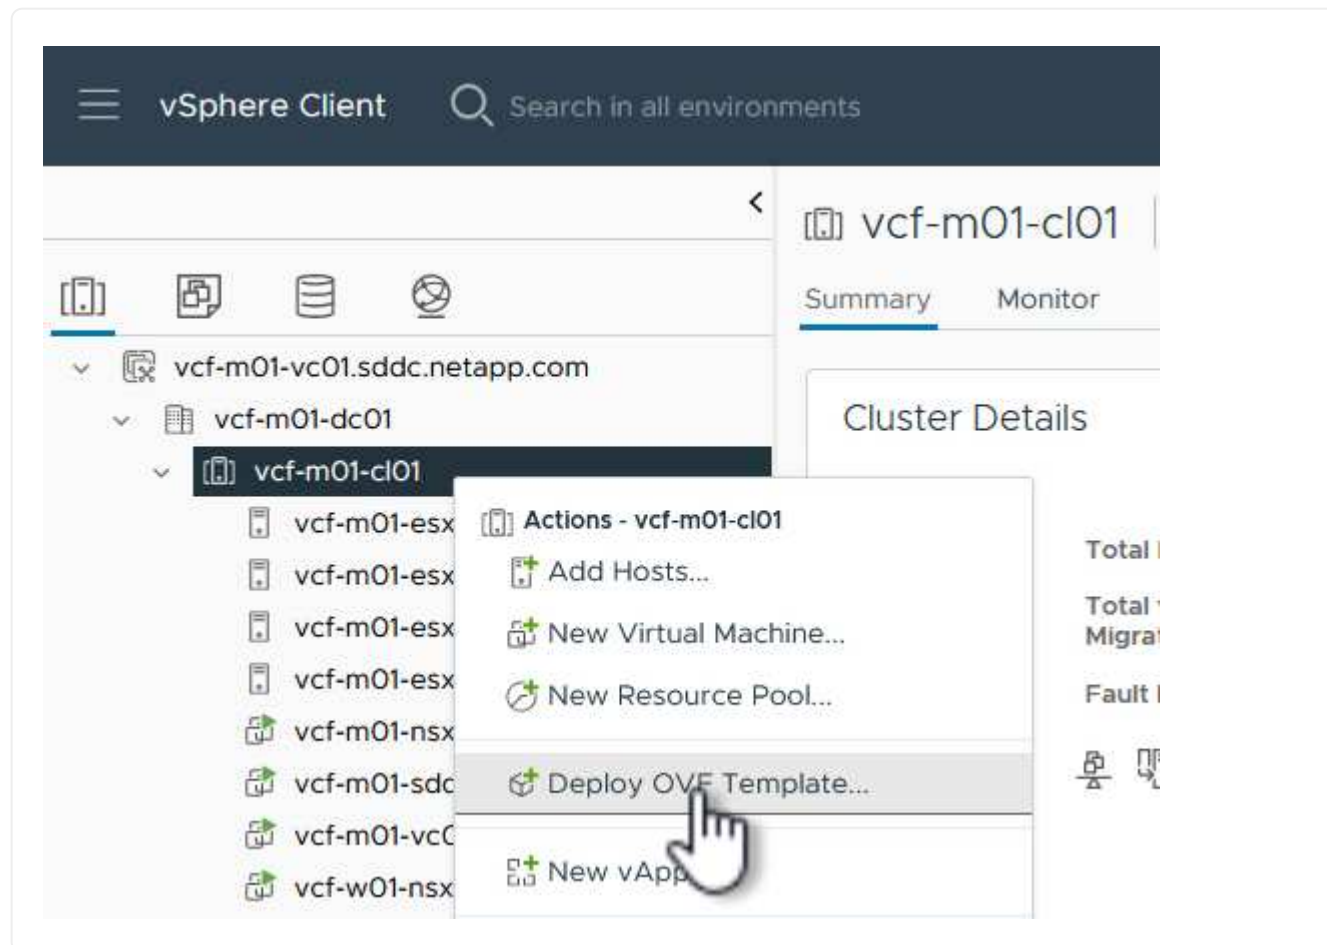 vSphere Client
Search in all environments
vcf-m01-cl01
Summary Monitor
vcf-m01-vc01.sddc.netapp.com
vcf-m01-dc01
vcf-m01-cl01
Cluster Details
vcf-m01-esx
vcf-m01-esx
vcf-m01-esx
vcf-m01-esx
vcf-m01-nsx
vcf-m01-sdd
vcf-m01-vc0
vcf-w01-nsx
Actions - vcf-m01-cl01
Add Hosts...
New Virtual Machine...
New Resource Pool...
Deploy OVF Template...
New vApp
Total
Total
Migrat
Fault